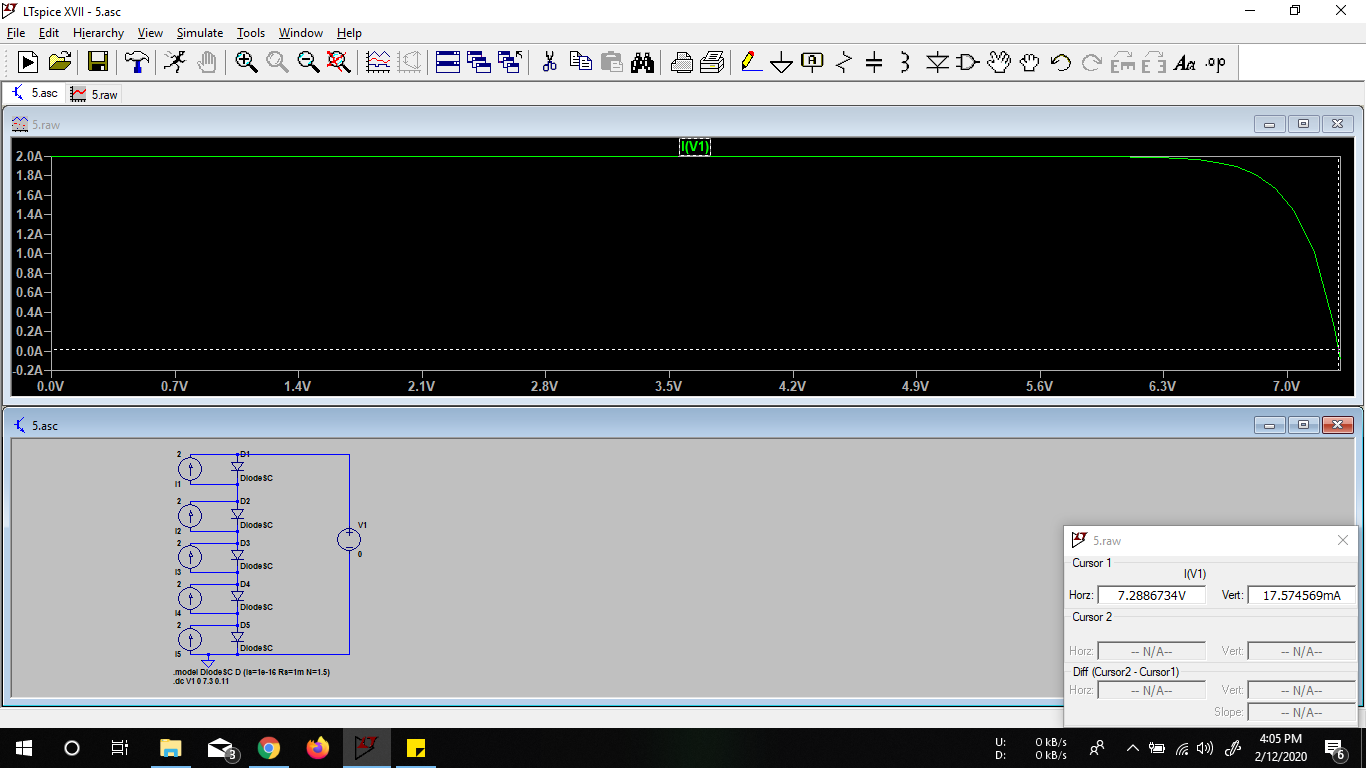 LTspice XVII - 5.asc
File Edit Hierarchy View Simulate Tools Window Help
A
.op
Aa
5.asc
5.raw
5.raw
I(V1)
2.0A
1.8A
1.6A
1.4A
1.2A
1.0A
0.8A
0.6A
0.4A
0.2A
0.0A
-0.2A
0.0V 0.7V 1.4V 2.1V 2.8V 3.5V 4.2V 4.9V 5.6V 6.3V 7.0V
5.asc
2
D1
I1
Diode$C
2
D2
I2
Diode$C
2
D3
I3
Diode$C
2
D4
I4
Diode$C
2
D5
I5
Diode$C
V1
0
.model Diode$C D (Is=1e-16 Rs=1m N=1.5)
.dc V1 0 7.3 0.11
5.raw
Cursor 1
I(V1)
Horz: 7.2886734V Vert: 17.574569mA
Cursor 2
Horz: -- N/A-- Vert: -- N/A--
Diff (Cursor2 - Cursor1)
Horz: -- N/A-- Vert: -- N/A--
Slope: -- N/A--
3
U: 0 kB/s
D: 0 kB/s
4:05 PM
2/12/2020
6